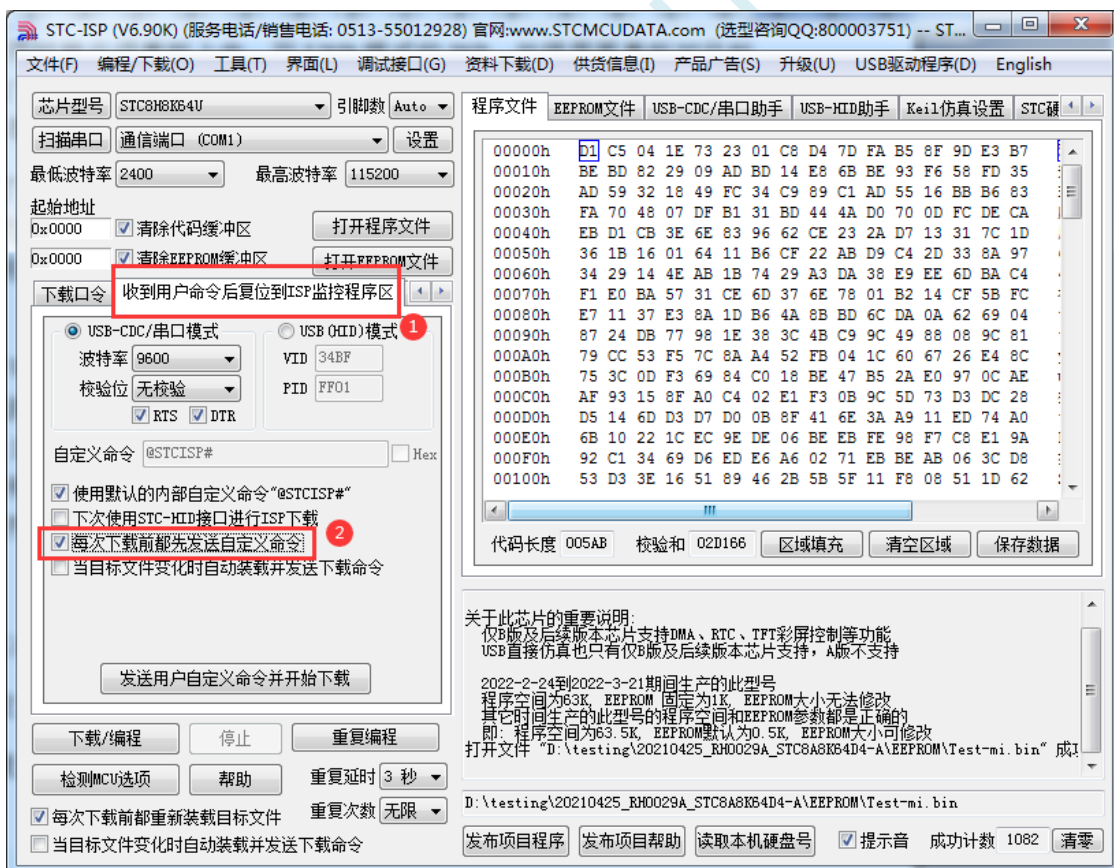 STC-ISP (V6.90K) (服务电话/销售电话: 0513-55012928) 官网:www.STCMCUDATA.com (选型咨询QQ:800003751) -- ST...
文件(F) 编程/下载(O) 工具(T) 界面(L) 调试接口(G) 资料下载(D) 供货信息(I) 产品广告(S) 升级(U) USB驱动程序(D) English
芯片型号 STC8H8K64U 引脚数 Auto
扫描串口 通信端口 (COM1) 设置
最低波特率 2400 最高波特率 115200
起始地址
0x0000 清除代码缓冲区 打开程序文件
0x0000 清除EEPROM缓冲区 打开EEPROM文件
下载口令 收到用户命令后复位到ISP监控程序区
1
USB-CDC/串口模式 USB(HID)模式
波特率 9600 VID 34BF
校验位 无校验 PID FF01
RTS DTR
自定义命令 @STCISP# Hex
使用默认的内部自定义命令"@STCISP#"
下次使用STC-HID接口进行ISP下载
每次下载前都先发送自定义命令 2
当目标文件变化时自动装载并发送下载命令
发送用户自定义命令并开始下载
下载/编程 停止 重复编程
检测MCU选项 帮助 重复延时 3 秒
每次下载前都重新装载目标文件 重复次数 无限
当目标文件变化时自动装载并发送下载命令
程序文件 EEPROM文件 USB-CDC/串口助手 USB-HID助手 Keil仿真设置 STC硬
00000h D1 C5 04 1E 73 23 01 C8 D4 7D FA B5 8F 9D E3 B7
00010h BE BD 82 29 09 AD BD 14 E8 6B BE 93 F6 58 FD 35
00020h AD 59 32 18 49 FC 34 C9 89 C1 AD 55 16 BB B6 83
00030h FA 70 48 07 DF B1 31 BD 44 4A D0 70 0D FC DE CA
00040h EB D1 CB 3E 6E 83 96 62 CE 23 2A D7 13 31 7C 1D
00050h 36 1B 16 01 64 11 B6 CF 22 AB D9 C4 2D 33 8A 97
00060h 34 29 14 4E AB 1B 74 29 A3 DA 38 E9 EE 6D BA C4
00070h F1 E0 BA 57 31 CE 6D 37 6E 78 01 B2 14 CF 5B FC
00080h E7 11 37 E3 8A 1D B6 4A 8B BD 6C DA 0A 62 69 04
00090h 87 24 DB 77 98 1E 38 3C 4B C9 9C 49 88 08 9C 81
000A0h 79 CC 53 F5 7C 8A A4 52 FB 04 1C 60 67 26 E4 8C
000B0h 75 3C 0D F3 69 84 C0 18 BE 47 B5 2A E0 97 0C AE
000C0h AF 93 15 8F A0 C4 02 E1 F3 0B 9C 5D 73 D3 DC 28
000D0h D5 14 6D D3 D7 D0 0B 8F 41 6E 3A A9 11 ED 74 A0
000E0h 6B 10 22 1C EC 9E DE 06 BE EB FE 98 F7 C8 E1 9A
000F0h 92 C1 34 69 D6 ED E6 A6 02 71 EB BE AB 06 3C D8
00100h 53 D3 3E 16 51 89 46 2B 5B 5F 11 F8 08 51 1D 62
代码长度 005AB 校验和 02D166 区域填充 清空区域 保存数据
关于此芯片的重要说明:
仅B版及后续版本芯片支持DMA、RTC、TFT彩屏控制等功能
USB直接仿真也只有仅B版及后续版本芯片支持，A版不支持
2022-2-24到2022-3-21期间生产的此型号
程序空间为63K, EEPROM 固定为1K, EEPROM大小无法修改
其它时间生产的此型号的程序空间和EEPROM参数都是正确的
即: 程序空间为63.5K, EEPROM默认为0.5K, EEPROM大小可修改
打开文件 "D:\testing\20210425_RH0029A_STC8A8K64D4-A\EEPROM\Test-mi.bin" 成
D:\testing\20210425_RH0029A_STC8A8K64D4-A\EEPROM\Test-mi.bin
发布项目程序 发布项目帮助 读取本机硬盘号 提示音 成功计数 1082 清零